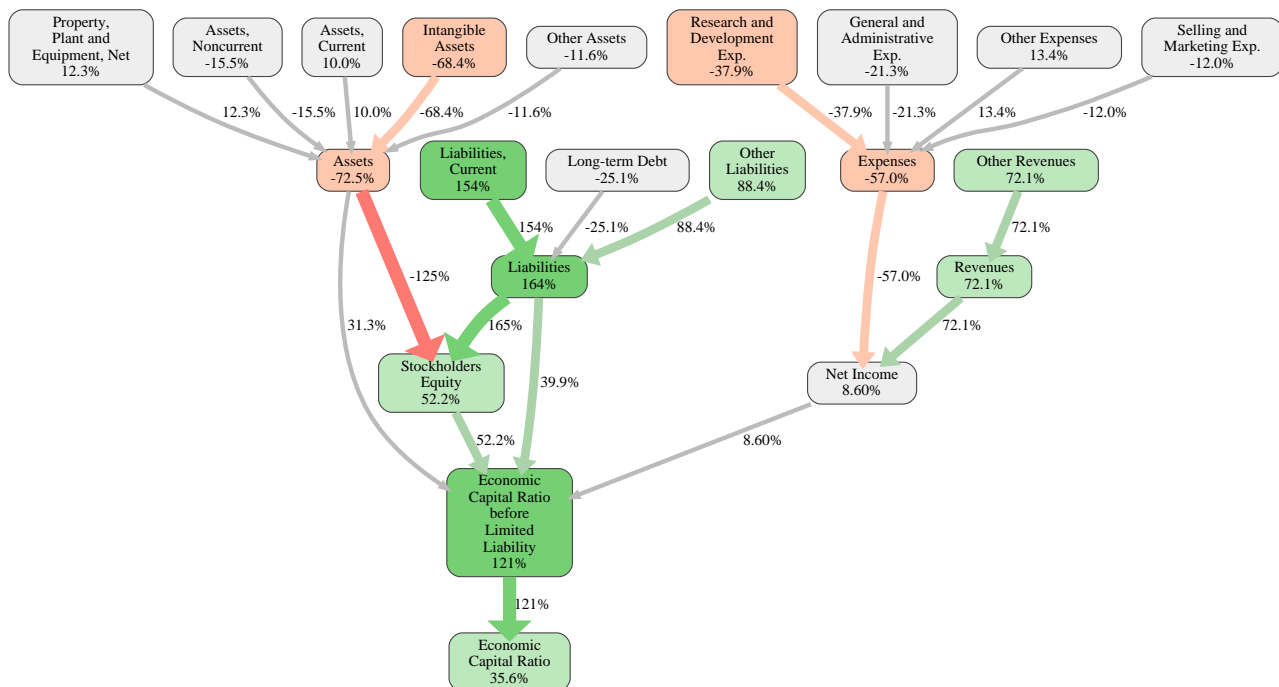 Property,
Plant and
Equipment, Net
12.3%
Assets,
Noncurrent
-15.5%
Assets,
Current
10.0%
Intangible
Assets
-68.4%
Other Assets
-11.6%
Research and
Development
Exp.
-37.9%
General and
Administrative
Exp.
-21.3%
Other Expenses
13.4%
Selling and
Marketing Exp.
-12.0%
12.3%
-15.5%
10.0%
-68.4%
-11.6%
-37.9%
-21.3%
13.4%
-12.0%
Assets
-72.5%
Liabilities,
Current
154%
Long-term Debt
-25.1%
Other
Liabilities
88.4%
Expenses
-57.0%
Other Revenues
72.1%
154%
-25.1%
88.4%
72.1%
-125%
Liabilities
164%
-57.0%
Revenues
72.1%
31.3%
165%
72.1%
Stockholders
Equity
52.2%
39.9%
Net Income
8.60%
52.2%
8.60%
Economic
Capital Ratio
before
Limited
Liability
121%
121%
Economic
Capital Ratio
35.6%